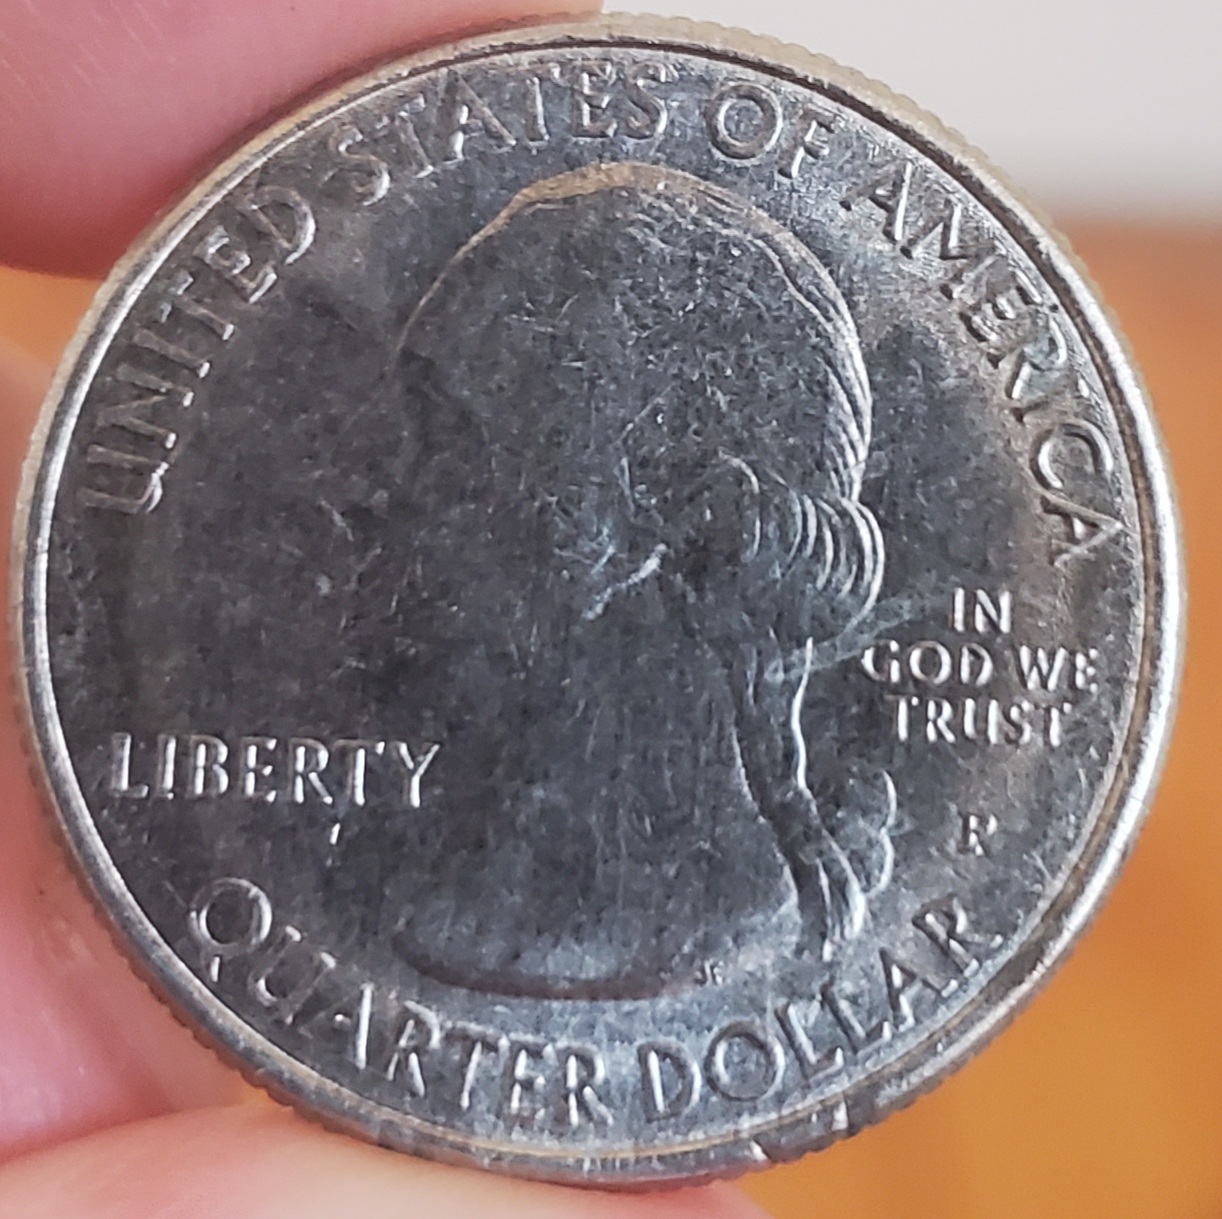 UNITED STATES OF AMERICA
IN
GOD WE
TRUST
LIBERTY
QUARTER DOLLAR